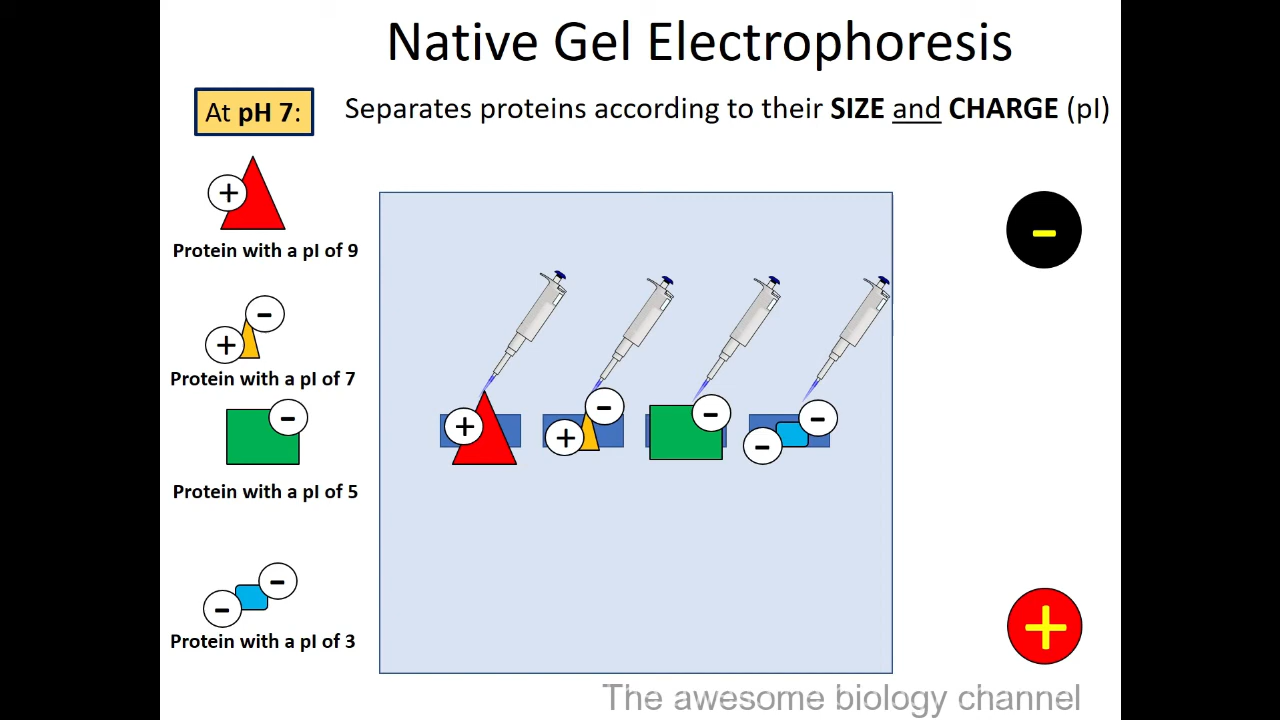 Native Gel Electrophoresis
At pH 7:
Separates proteins according to their SIZE and CHARGE (pI)
+
-
Protein with a pI of 9
-
+
Protein with a pI of 7
-
Protein with a pI of 5
-
-
Protein with a pI of 3
+
-
+
-
-
-
+
The awesome biology channel